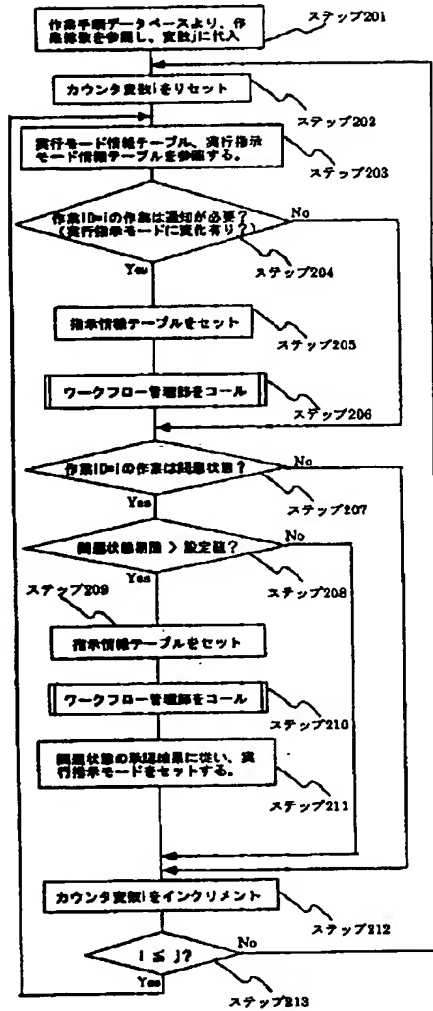 作業手順データベースより、作
業総数を参照し、変数jに代入
ステップ201
カウンタ変数iをリセット
ステップ202
実行モード情報テーブル、実行指示
モード情報テーブルを参照する。
ステップ203
作業ID=iの作業は通知が必要?
(実行指示モードに変化有り?)
No
Yes
ステップ204
指示情報テーブルをセット
ステップ205
ワークフロー管理部をコール
ステップ206
作業ID=iの作業は問題状態?
No
Yes
ステップ207
問題状態期間 > 設定値?
No
Yes
ステップ208
ステップ209
指示情報テーブルをセット
ワークフロー管理部をコール
ステップ210
問題状態の承認結果に従い、実
行指示モードをセットする。
ステップ211
カウンタ変数iをインクリメント
ステップ212
i ≦ j?
No
Yes
ステップ213